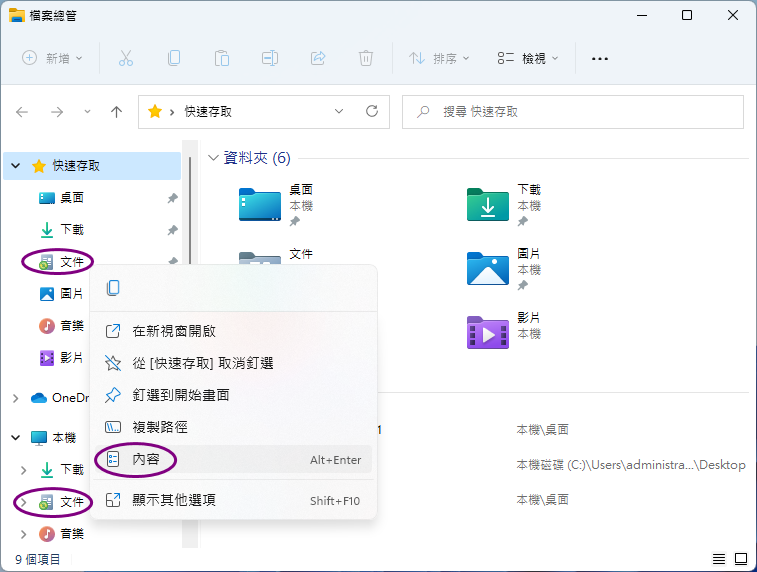 檔案總管
新增
排序
檢視
快速存取
搜尋 快速存取
快速存取
桌面
下載
文件
圖片
音樂
影片
OneDr
本機
下載
文件
音樂
資料夾 (6)
桌面
本機
下載
本機
文件
圖片
本機
影片
本機
在新視窗開啟
從 [快速存取] 取消釘選
釘選到開始畫面
複製路徑
內容 Alt+Enter
顯示其他選項 Shift+F10
1 本機\桌面
本機磁碟 (C:)\Users\administra...\Desktop
本機\桌面
9 個項目